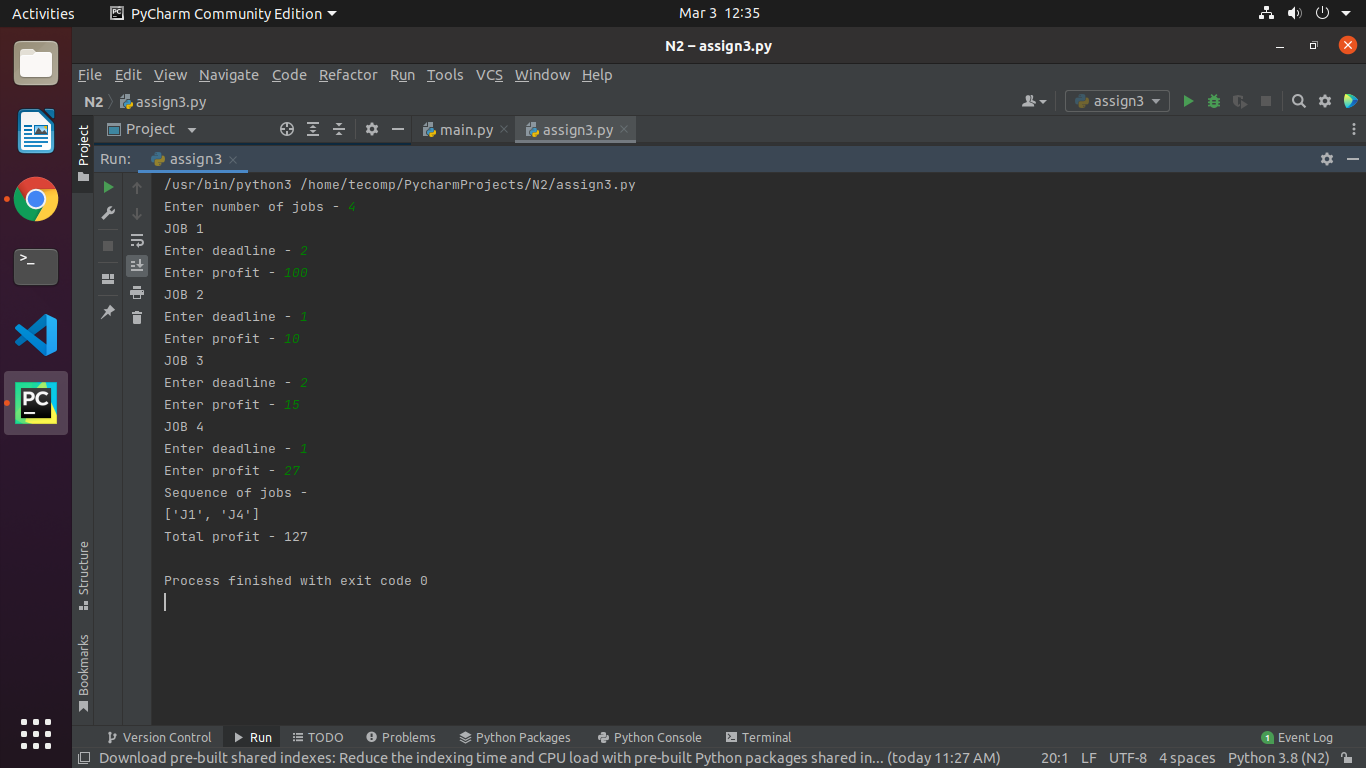 Activities PyCharm Community Edition Mar 3 12:35
N2 – assign3.py
File Edit View Navigate Code Refactor Run Tools VCS Window Help
N2 assign3.py assign3
Project main.py assign3.py
Project
Run: assign3
/usr/bin/python3 /home/tecomp/PycharmProjects/N2/assign3.py
Enter number of jobs - 4
JOB 1
Enter deadline - 2
Enter profit - 100
JOB 2
Enter deadline - 1
Enter profit - 10
JOB 3
Enter deadline - 2
Enter profit - 15
JOB 4
Enter deadline - 1
Enter profit - 27
Sequence of jobs -
['J1', 'J4']
Total profit - 127
Process finished with exit code 0
PC
Structure
Bookmarks
Version Control Run TODO Problems Python Packages Python Console Terminal 1 Event Log
Download pre-built shared indexes: Reduce the indexing time and CPU load with pre-built Python packages shared in... (today 11:27 AM) 20:1 LF UTF-8 4 spaces Python 3.8 (N2)